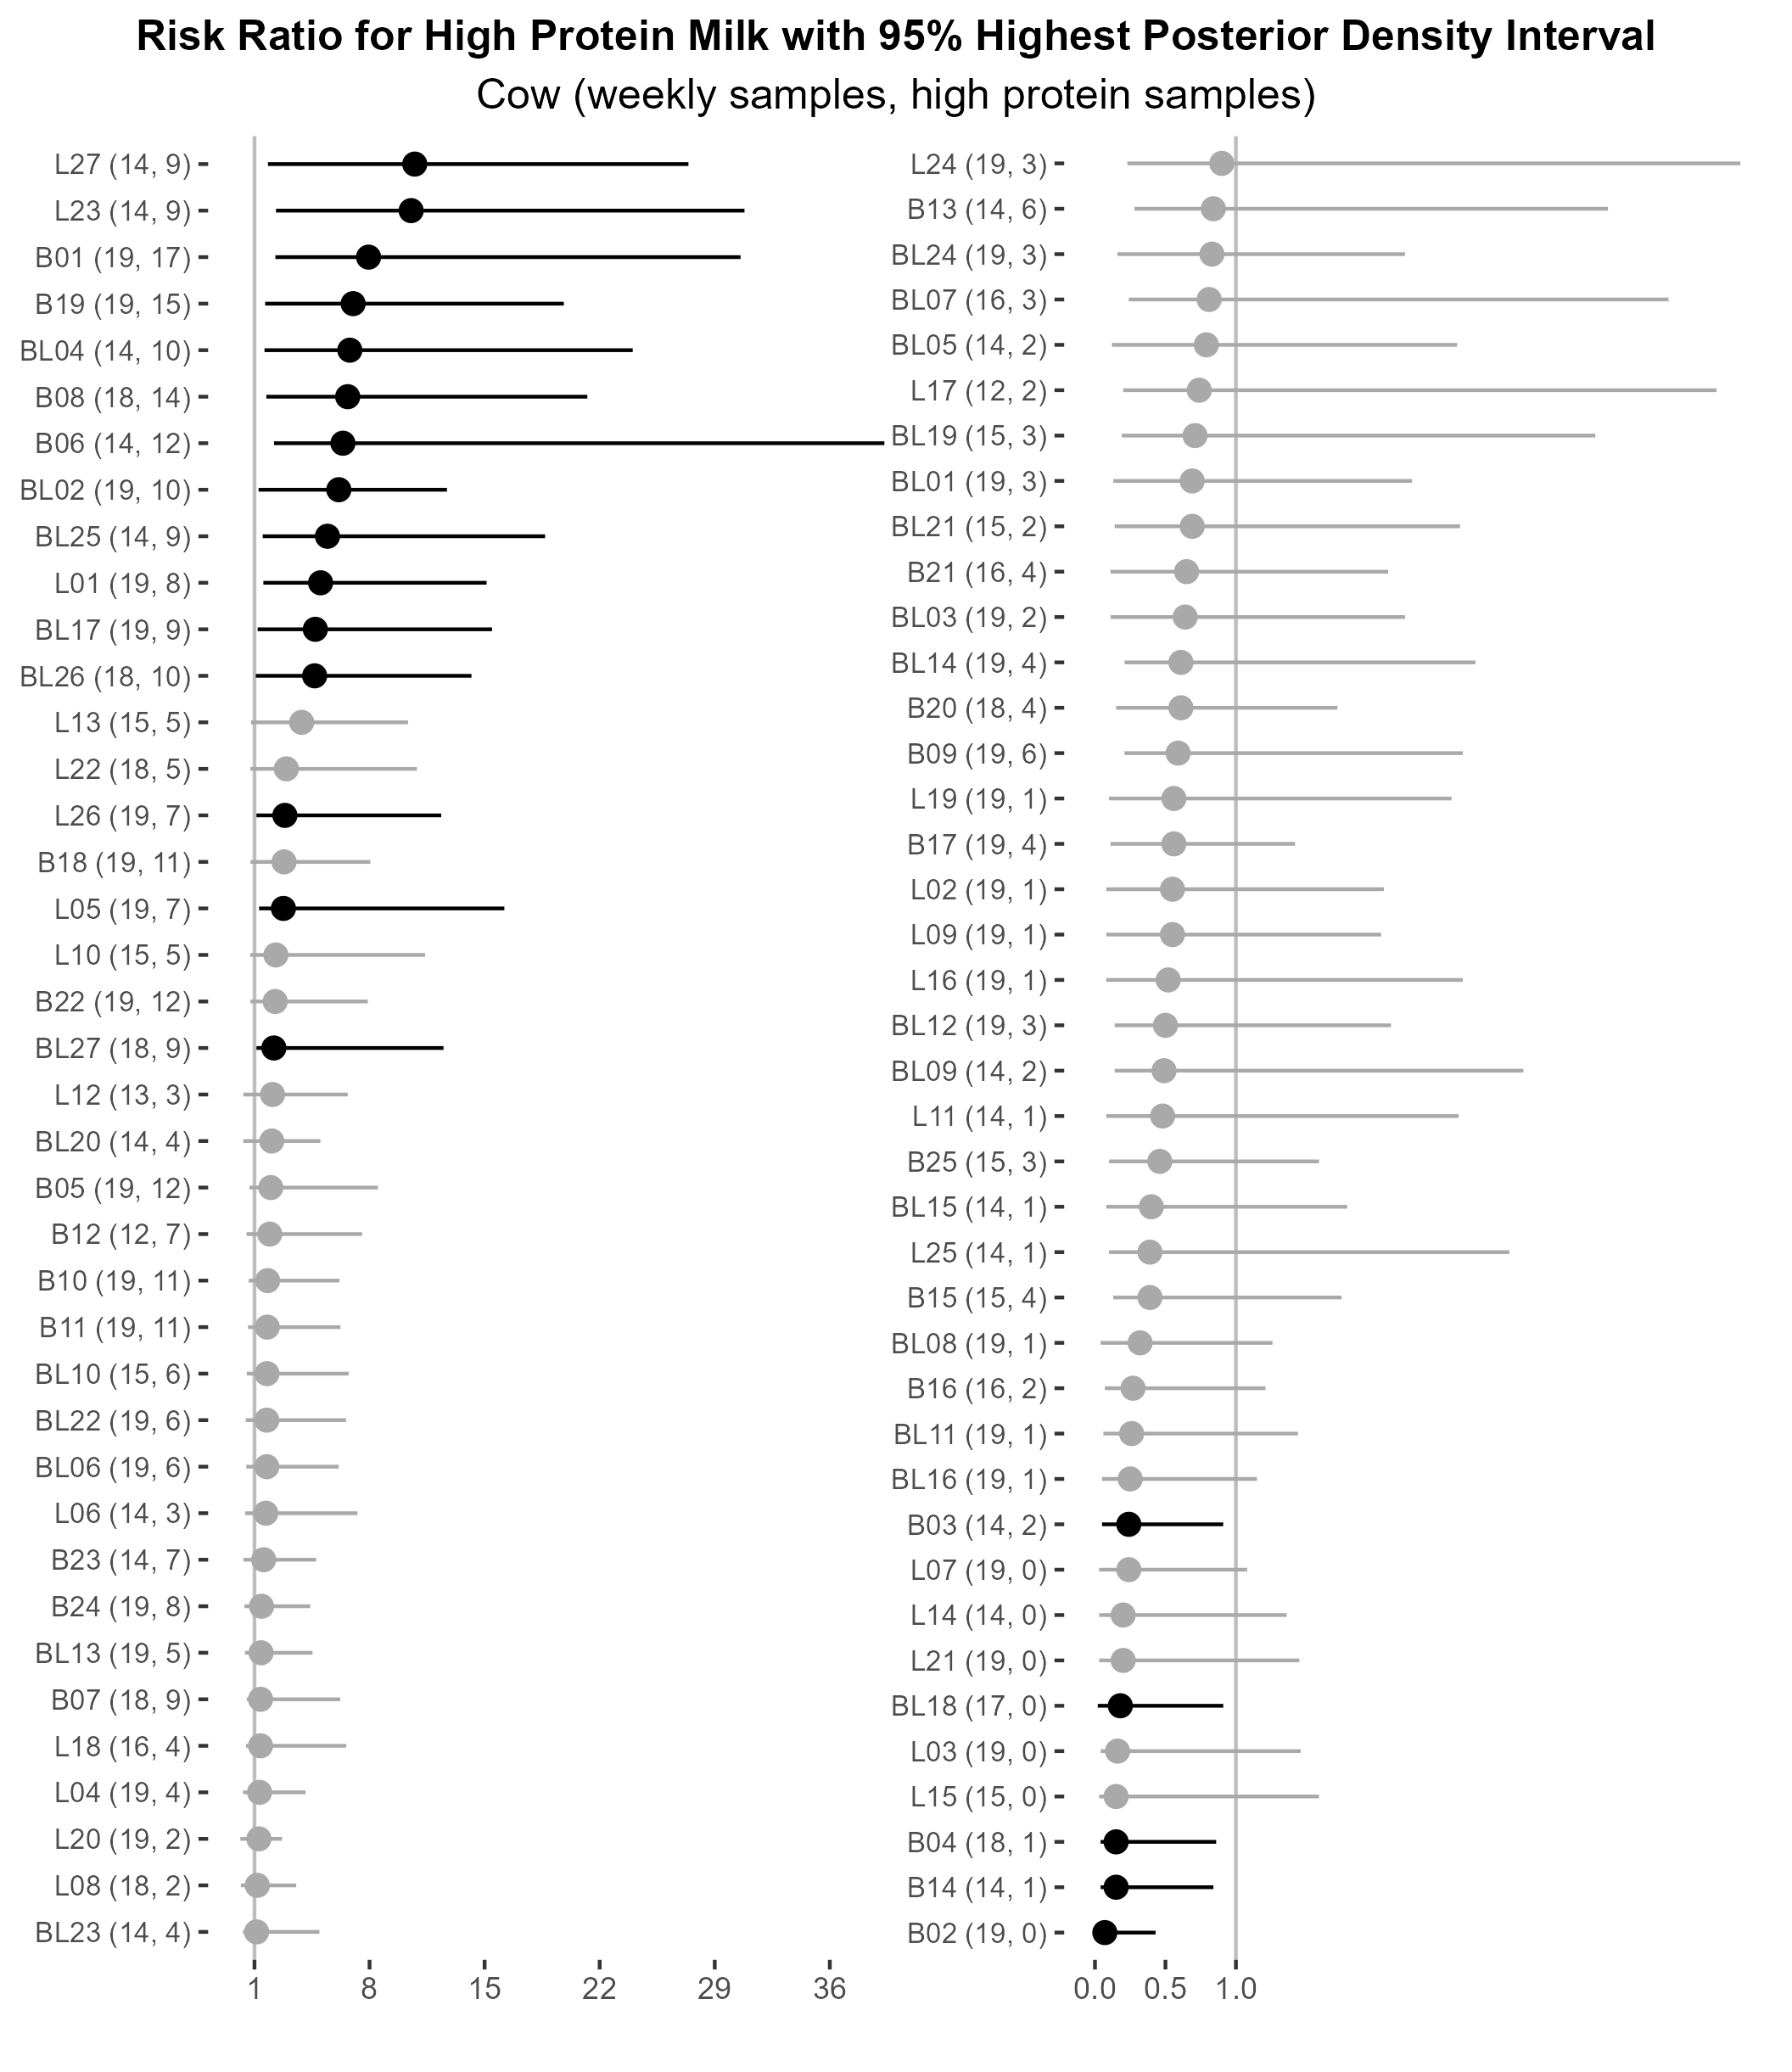 Risk Ratio for High Protein Milk with 95% Highest Posterior Density Interval
Cow (weekly samples, high protein samples)
L27 (14, 9)
L23 (14, 9)
B01 (19, 17)
B19 (19, 15)
BL04 (14, 10)
B08 (18, 14)
B06 (14, 12)
BL02 (19, 10)
BL25 (14, 9)
L01 (19, 8)
BL17 (19, 9)
BL26 (18, 10)
L13 (15, 5)
L22 (18, 5)
L26 (19, 7)
B18 (19, 11)
L05 (19, 7)
L10 (15, 5)
B22 (19, 12)
BL27 (18, 9)
L12 (13, 3)
BL20 (14, 4)
B05 (19, 12)
B12 (12, 7)
B10 (19, 11)
B11 (19, 11)
BL10 (15, 6)
BL22 (19, 6)
BL06 (19, 6)
L06 (14, 3)
B23 (14, 7)
B24 (19, 8)
BL13 (19, 5)
B07 (18, 9)
L18 (16, 4)
L04 (19, 4)
L20 (19, 2)
L08 (18, 2)
BL23 (14, 4)
1 8 15 22 29 36
L24 (19, 3)
B13 (14, 6)
BL24 (19, 3)
BL07 (16, 3)
BL05 (14, 2)
L17 (12, 2)
BL19 (15, 3)
BL01 (19, 3)
BL21 (15, 2)
B21 (16, 4)
BL03 (19, 2)
BL14 (19, 4)
B20 (18, 4)
B09 (19, 6)
L19 (19, 1)
B17 (19, 4)
L02 (19, 1)
L09 (19, 1)
L16 (19, 1)
BL12 (19, 3)
BL09 (14, 2)
L11 (14, 1)
B25 (15, 3)
BL15 (14, 1)
L25 (14, 1)
B15 (15, 4)
BL08 (19, 1)
B16 (16, 2)
BL11 (19, 1)
BL16 (19, 1)
B03 (14, 2)
L07 (19, 0)
L14 (14, 0)
L21 (19, 0)
BL18 (17, 0)
L03 (19, 0)
L15 (15, 0)
B04 (18, 1)
B14 (14, 1)
B02 (19, 0)
0.0 0.5 1.0